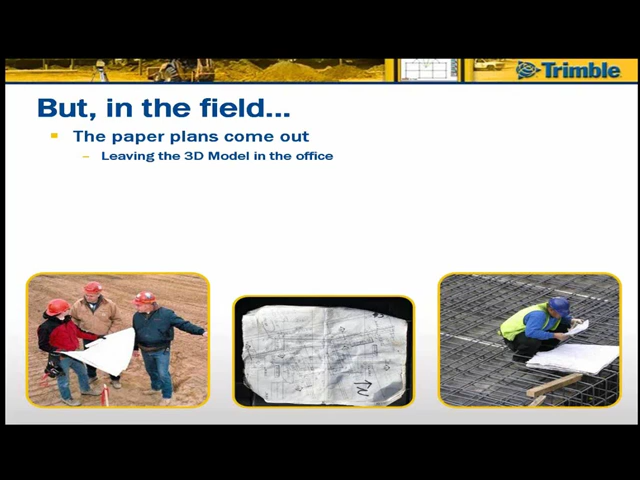 Trimble
But, in the field...
The paper plans come out
– Leaving the 3D Model in the office
N